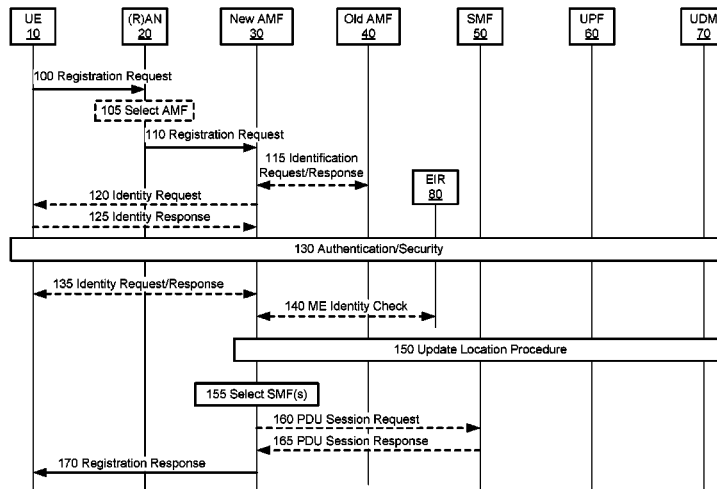 UE
10
(R)AN
20
New AMF
30
Old AMF
40
SMF
50
UPF
60
UDM
70
100 Registration Request
105 Select AMF
110 Registration Request
115 Identification
Request/Response
EIR
80
120 Identity Request
125 Identity Response
130 Authentication/Security
135 Identity Request/Response
140 ME Identity Check
150 Update Location Procedure
155 Select SMF(s)
160 PDU Session Request
165 PDU Session Response
170 Registration Response